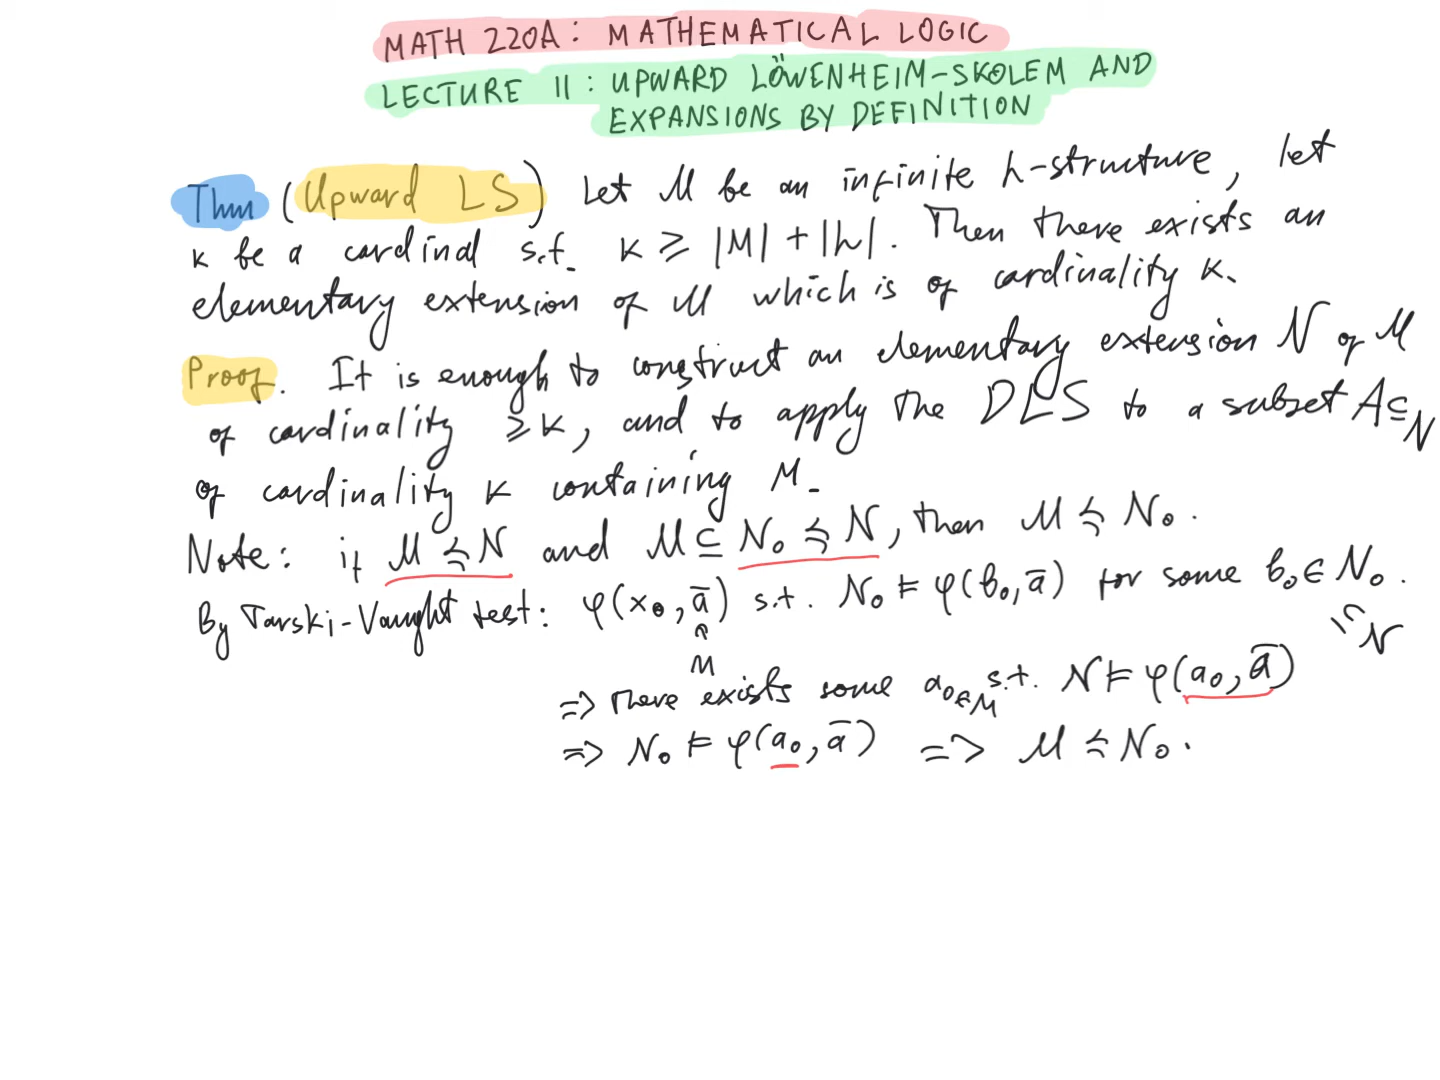 MATH 220A: MATHEMATICAL LOGIC
LECTURE 11: UPWARD LÖWENHEIM-SKOLEM AND
EXPANSIONS BY DEFINITION
Thm (Upward LS) Let M be an infinite L-structure, let
κ be a cardinal s.t. κ ≥ |M| + |L|. Then there exists an
elementary extension of M which is of cardinality κ.
Proof. It is enough to construct an elementary extension N of M
of cardinality ≥ κ, and to apply the DLS to a subset A ⊆ N
of cardinality κ containing M.
Note: if M ≼ N and M ⊆ N₀ ≼ N, then M ≼ N₀.
By Tarski-Vaught test: φ(x₀, ā) s.t. N₀ ⊨ φ(b₀, ā) for some b₀ ∈ N₀.
∩
M
⊆ N
=> there exists some a₀ ∈ M s.t. N ⊨ φ(a₀, ā)
=> N₀ ⊨ φ(a₀, ā) => M ≼ N₀.